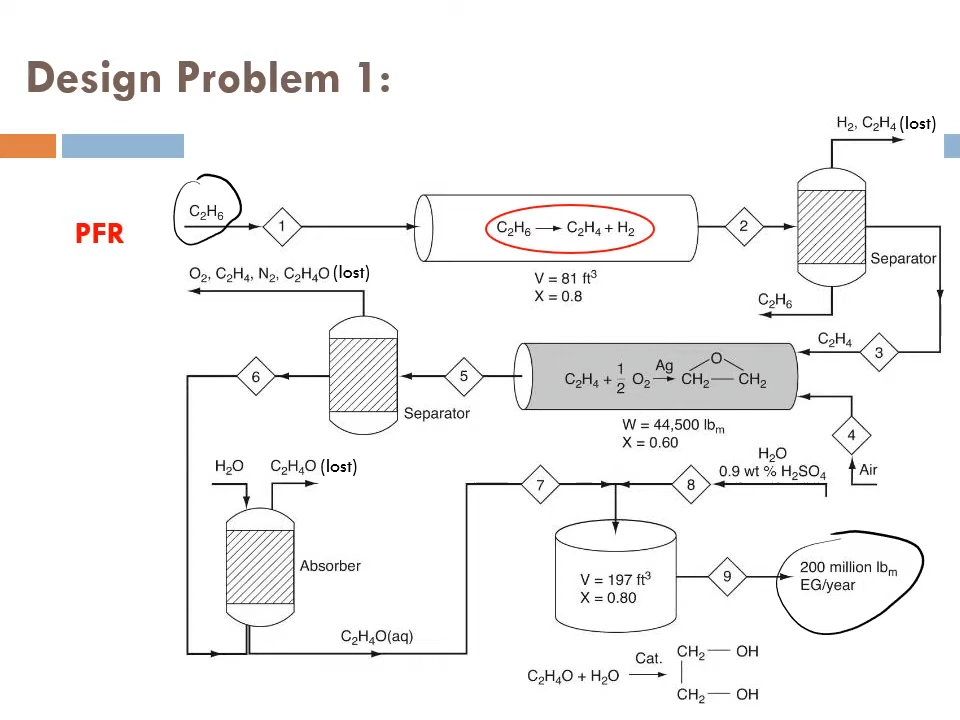 Design Problem 1:
H₂, C₂H₄ (lost)
C₂H₆
1
PFR
C₂H₆ → C₂H₄ + H₂
2
Separator
V = 81 ft³
X = 0.8
C₂H₆
O₂, C₂H₄, N₂, C₂H₄O (lost)
C₂H₄
3
6
5
Separator
C₂H₄ + 1/2 O₂ Ag → O CH₂ — CH₂
W = 44,500 lbₘ
X = 0.60
4
Air
H₂O
C₂H₄O (lost)
Absorber
C₂H₄O(aq)
7
8
H₂O
0.9 wt % H₂SO₄
V = 197 ft³
X = 0.80
9
200 million lbₘ
EG/year
C₂H₄O + H₂O Cat. →
CH₂ — OH
CH₂ — OH